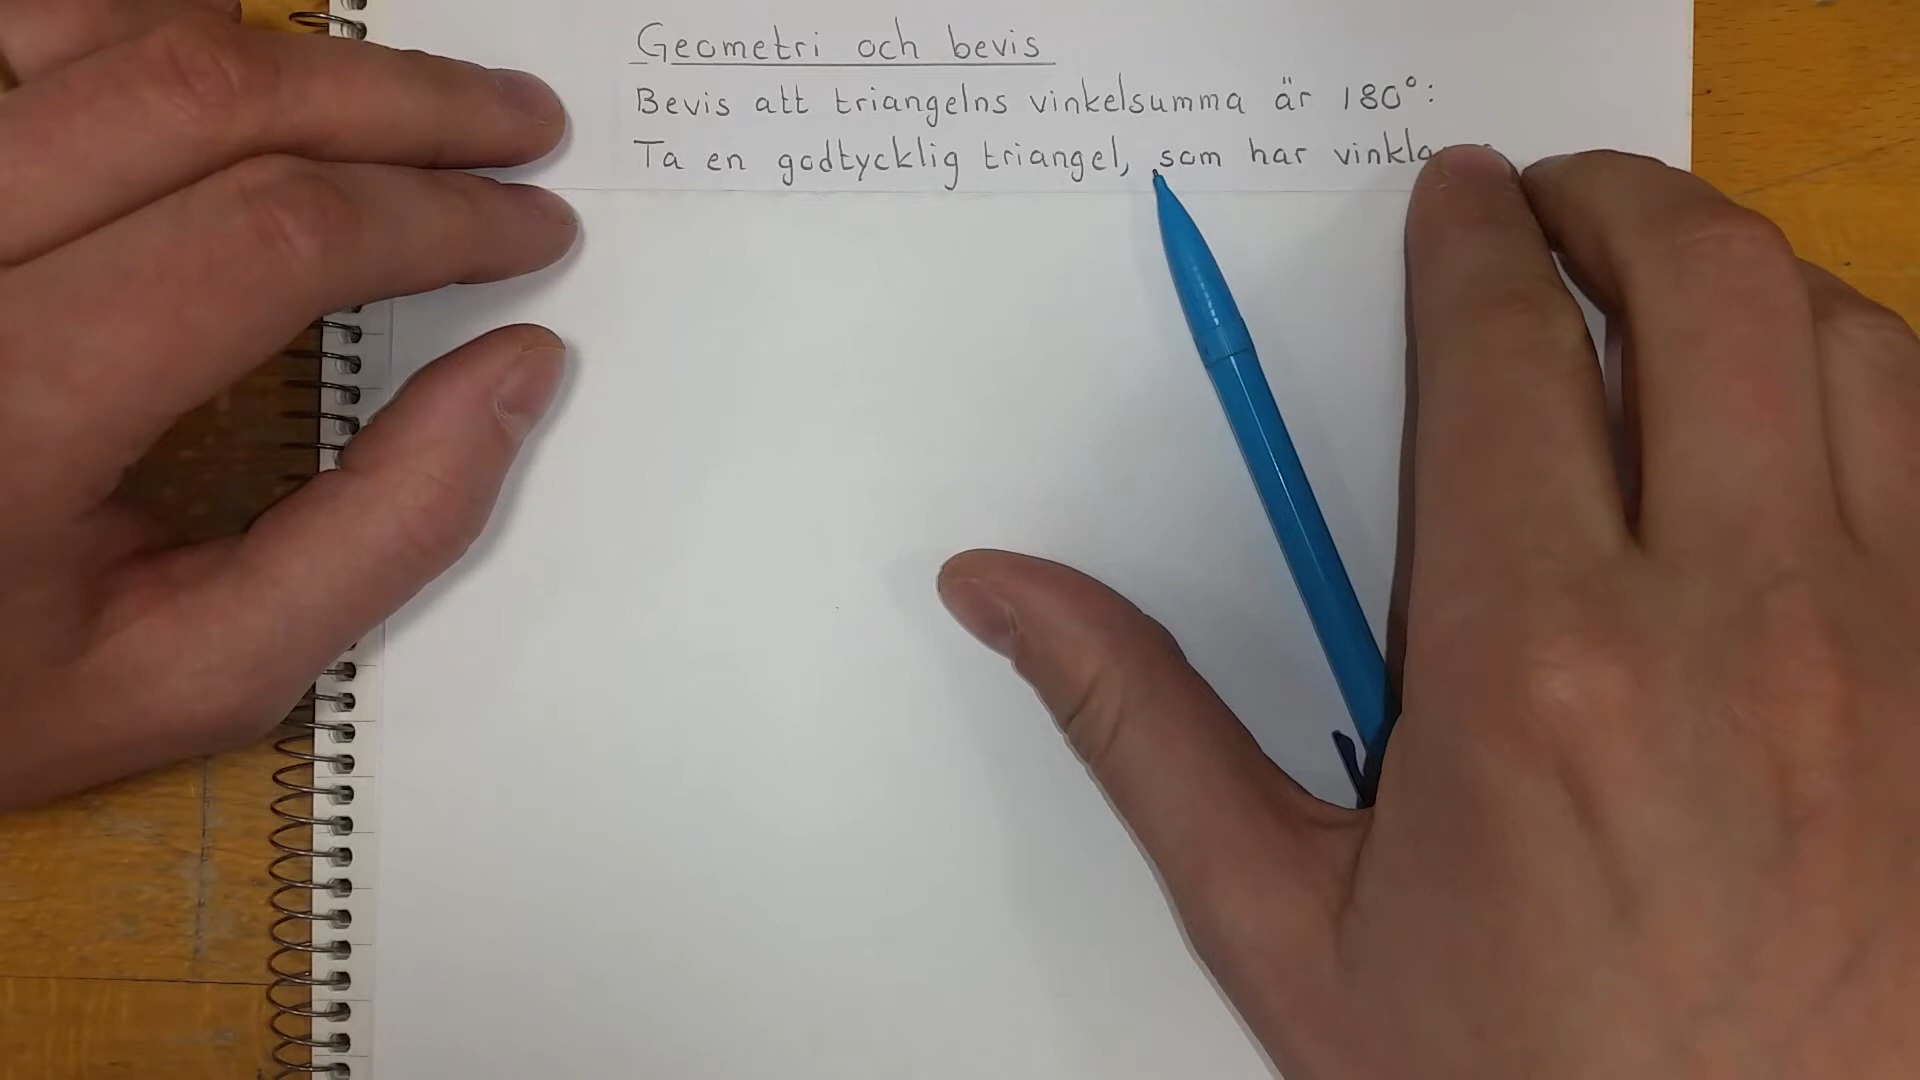 Geometri och bevis
Bevis att triangelns vinkelsumma är 180°:
Ta en godtycklig triangel, som har